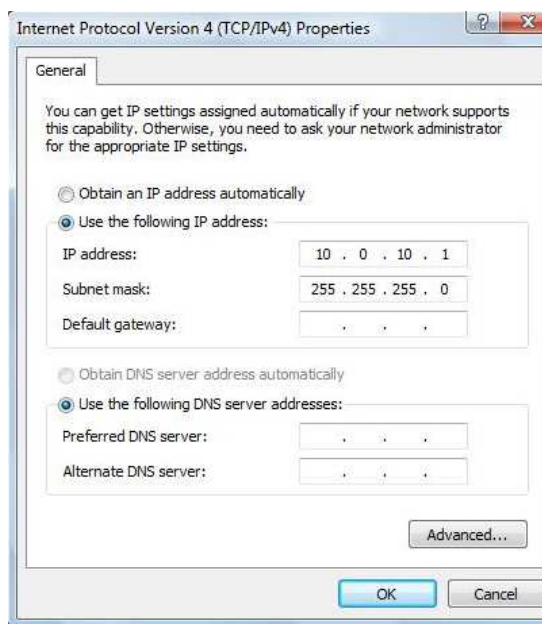 Internet Protocol Version 4 (TCP/IPv4) Properties
?
X
General
You can get IP settings assigned automatically if your network supports
this capability. Otherwise, you need to ask your network administrator
for the appropriate IP settings.
Obtain an IP address automatically
Use the following IP address:
IP address: 10 . 0 . 10 . 1
Subnet mask: 255 . 255 . 255 . 0
Default gateway: . . .
Obtain DNS server address automatically
Use the following DNS server addresses:
Preferred DNS server: . . .
Alternate DNS server: . . .
Advanced...
OK Cancel